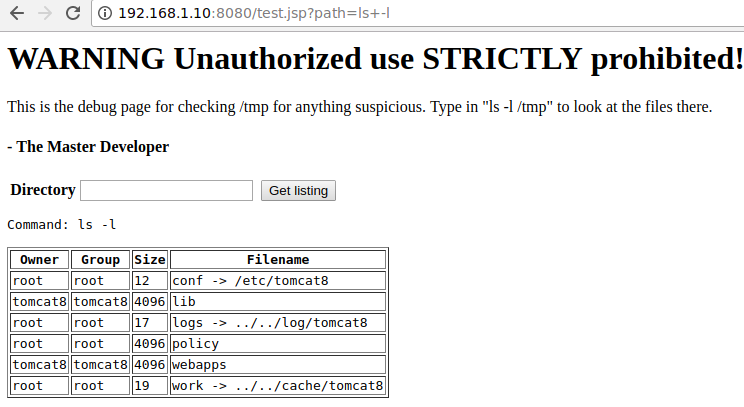 192.168.1.10:8080/test.jsp?path=ls+-l
WARNING Unauthorized use STRICTLY prohibited!
This is the debug page for checking /tmp for anything suspicious. Type in "ls -l /tmp" to look at the files there.
- The Master Developer
Directory Get listing
Command: ls -l
Owner Group Size Filename
root root 12 conf -> /etc/tomcat8
tomcat8 tomcat8 4096 lib
root root 17 logs -> ../../log/tomcat8
root root 4096 policy
tomcat8 tomcat8 4096 webapps
root root 19 work -> ../../cache/tomcat8